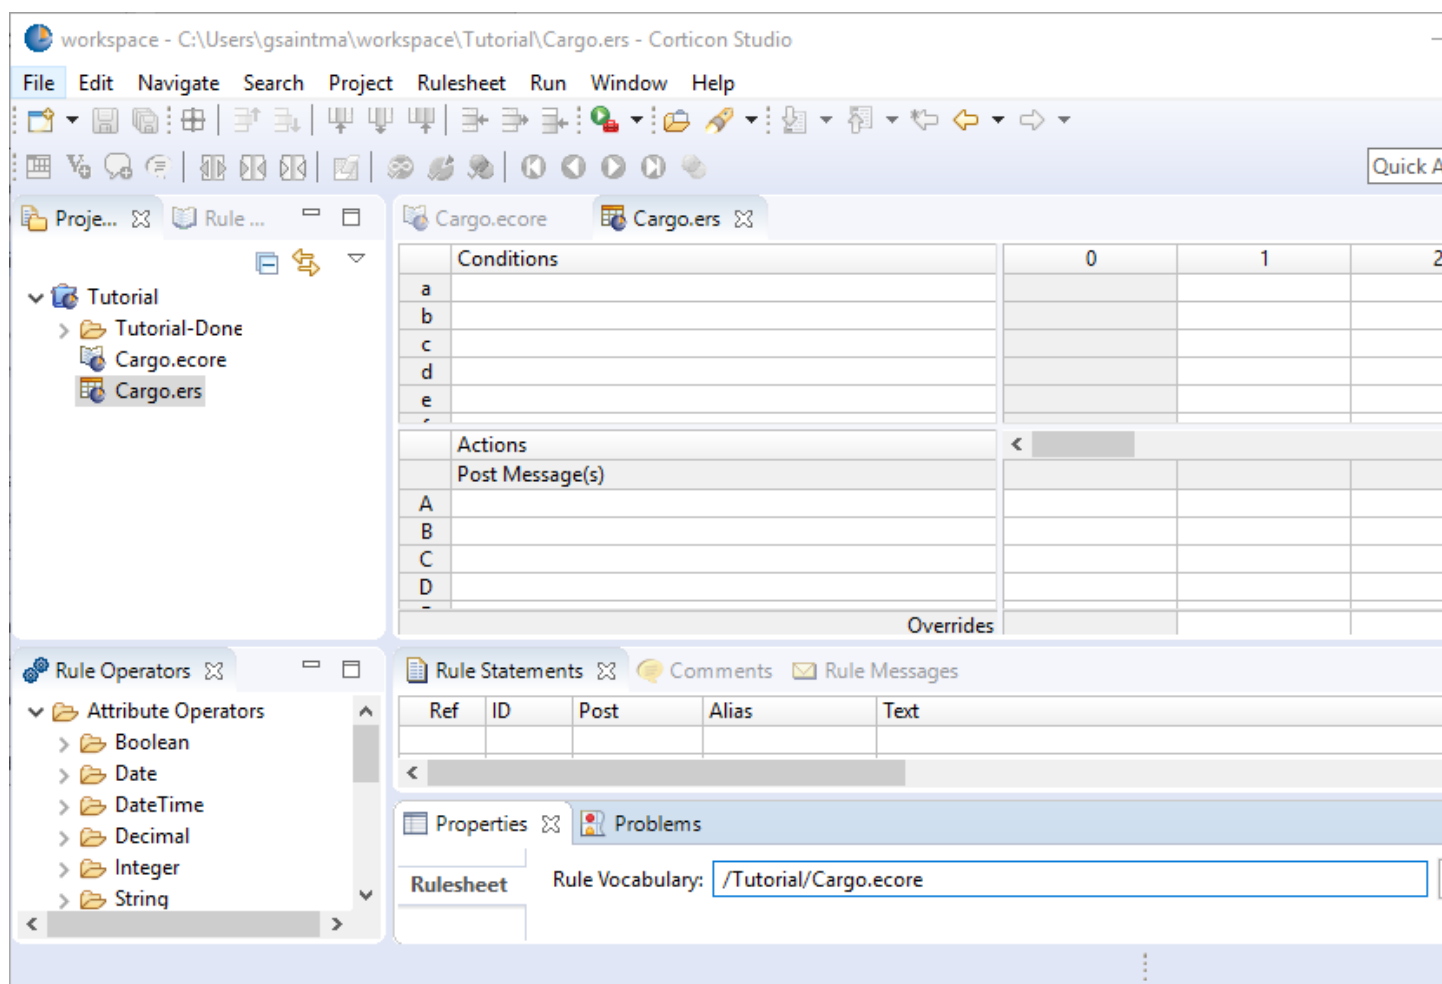 workspace - C:\Users\gsaintma\workspace\Tutorial\Cargo.ers - Corticon Studio
File Edit Navigate Search Project Rulesheet Run Window Help
Quick A
Proje... Rule ... Cargo.ecore Cargo.ers
Conditions 0 1 2
Tutorial
Tutorial-Done
Cargo.ecore
Cargo.ers
a
b
c
d
e
Actions
Post Message(s)
A
B
C
D
Overrides
Rule Operators
Attribute Operators
Boolean
Date
DateTime
Decimal
Integer
String
Rule Statements Comments Rule Messages
Ref ID Post Alias Text
Properties Problems
Rulesheet Rule Vocabulary: /Tutorial/Cargo.ecore